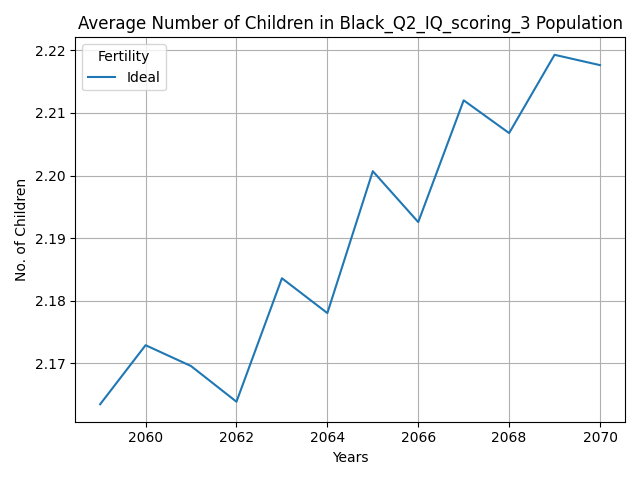 Average Number of Children in Black_Q2_IQ_scoring_3 Population
Fertility
Ideal
2.22
2.21
2.20
2.19
2.18
2.17
No. of Children
2060 2062 2064 2066 2068 2070
Years